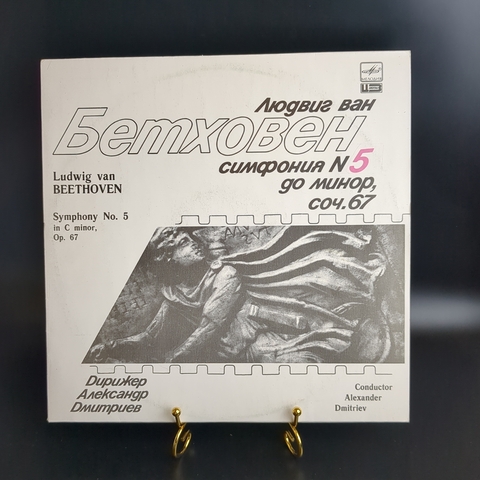 Людвиг ван
Бетховен
симфония N5
до минор,
соч.67
Ludwig van
BEETHOVEN
Symphony No. 5
in C minor,
Op. 67
Дирижер
Александр
Дмитриев
Conductor
Alexander
Dmitriev